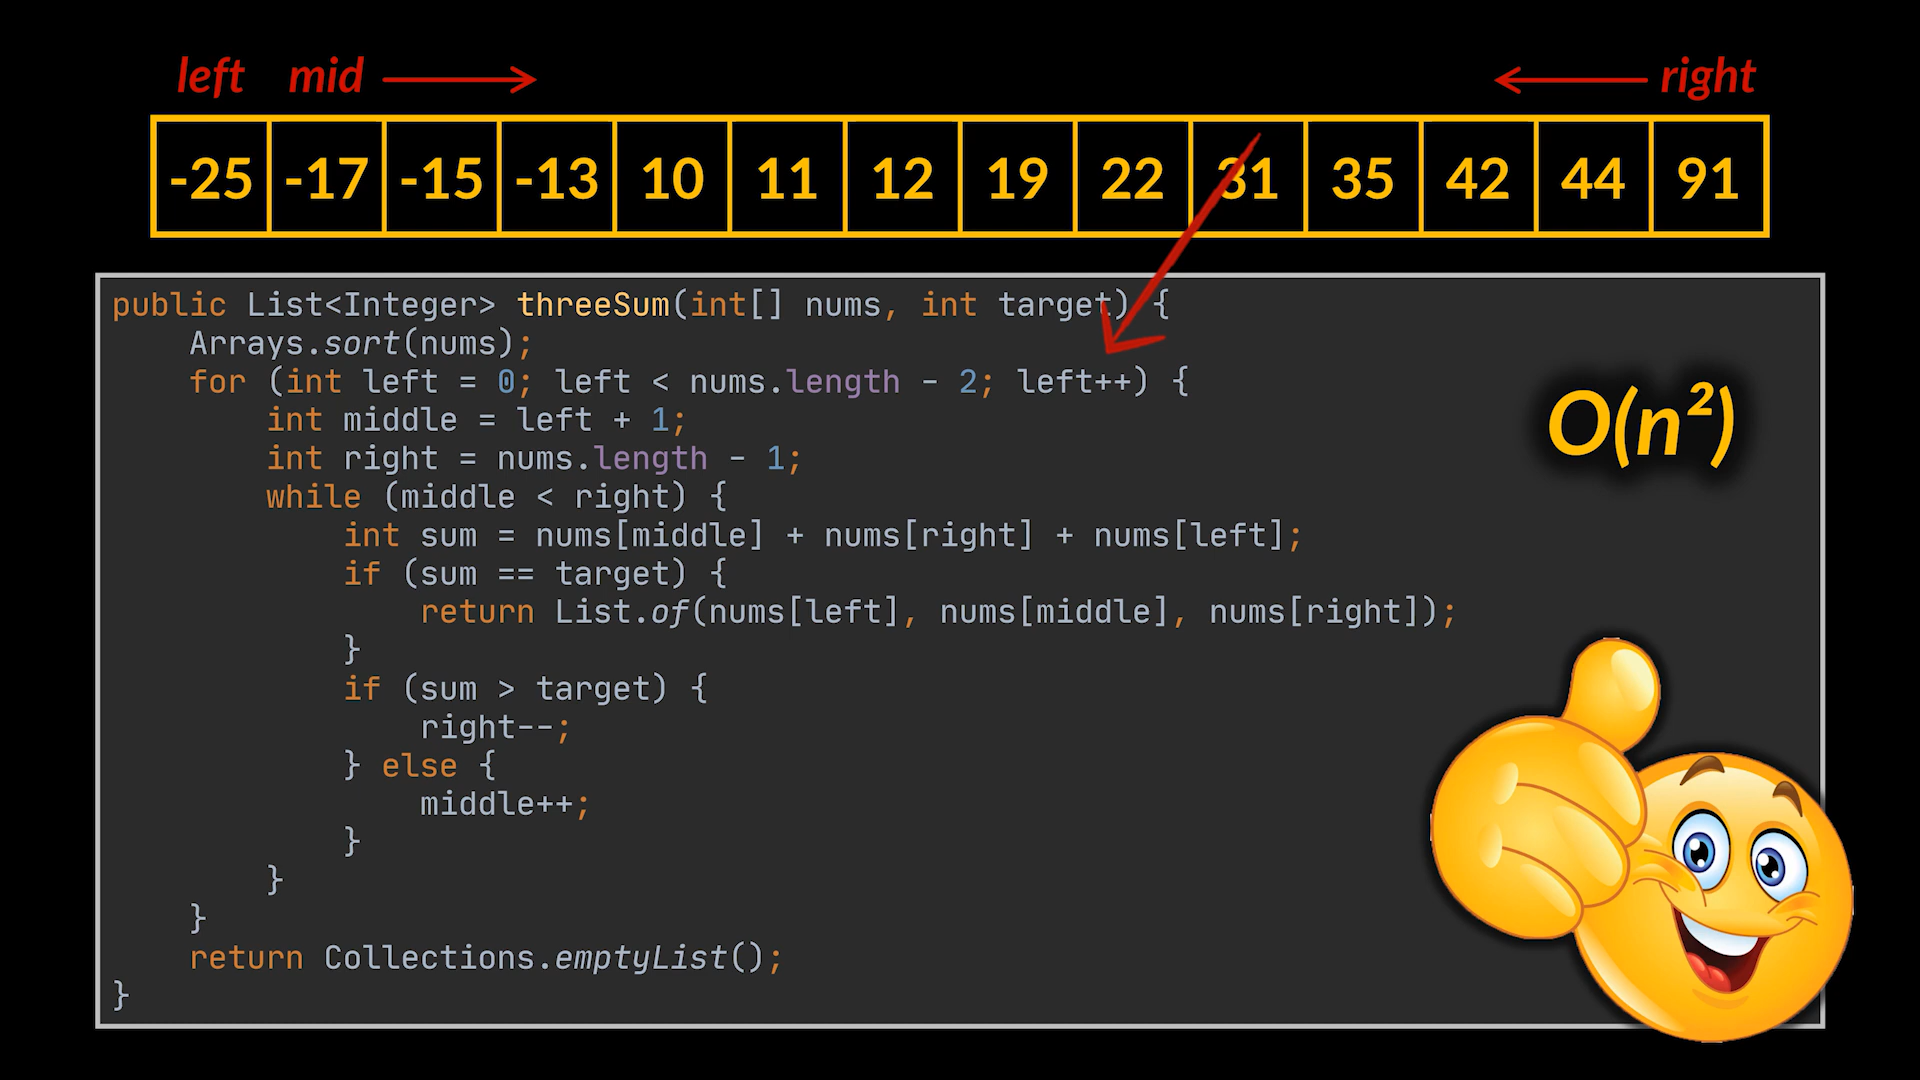 left mid right
-25 -17 -15 -13 10 11 12 19 22 31 35 42 44 91
public List<Integer> threeSum(int[] nums, int target) {
    Arrays.sort(nums);
    for (int left = 0; left < nums.length - 2; left++) {
        int middle = left + 1;
        int right = nums.length - 1;
        while (middle < right) {
            int sum = nums[middle] + nums[right] + nums[left];
            if (sum == target) {
                return List.of(nums[left], nums[middle], nums[right]);
            }
            if (sum > target) {
                right--;
            } else {
                middle++;
            }
        }
    }
    return Collections.emptyList();
}
O(n²)